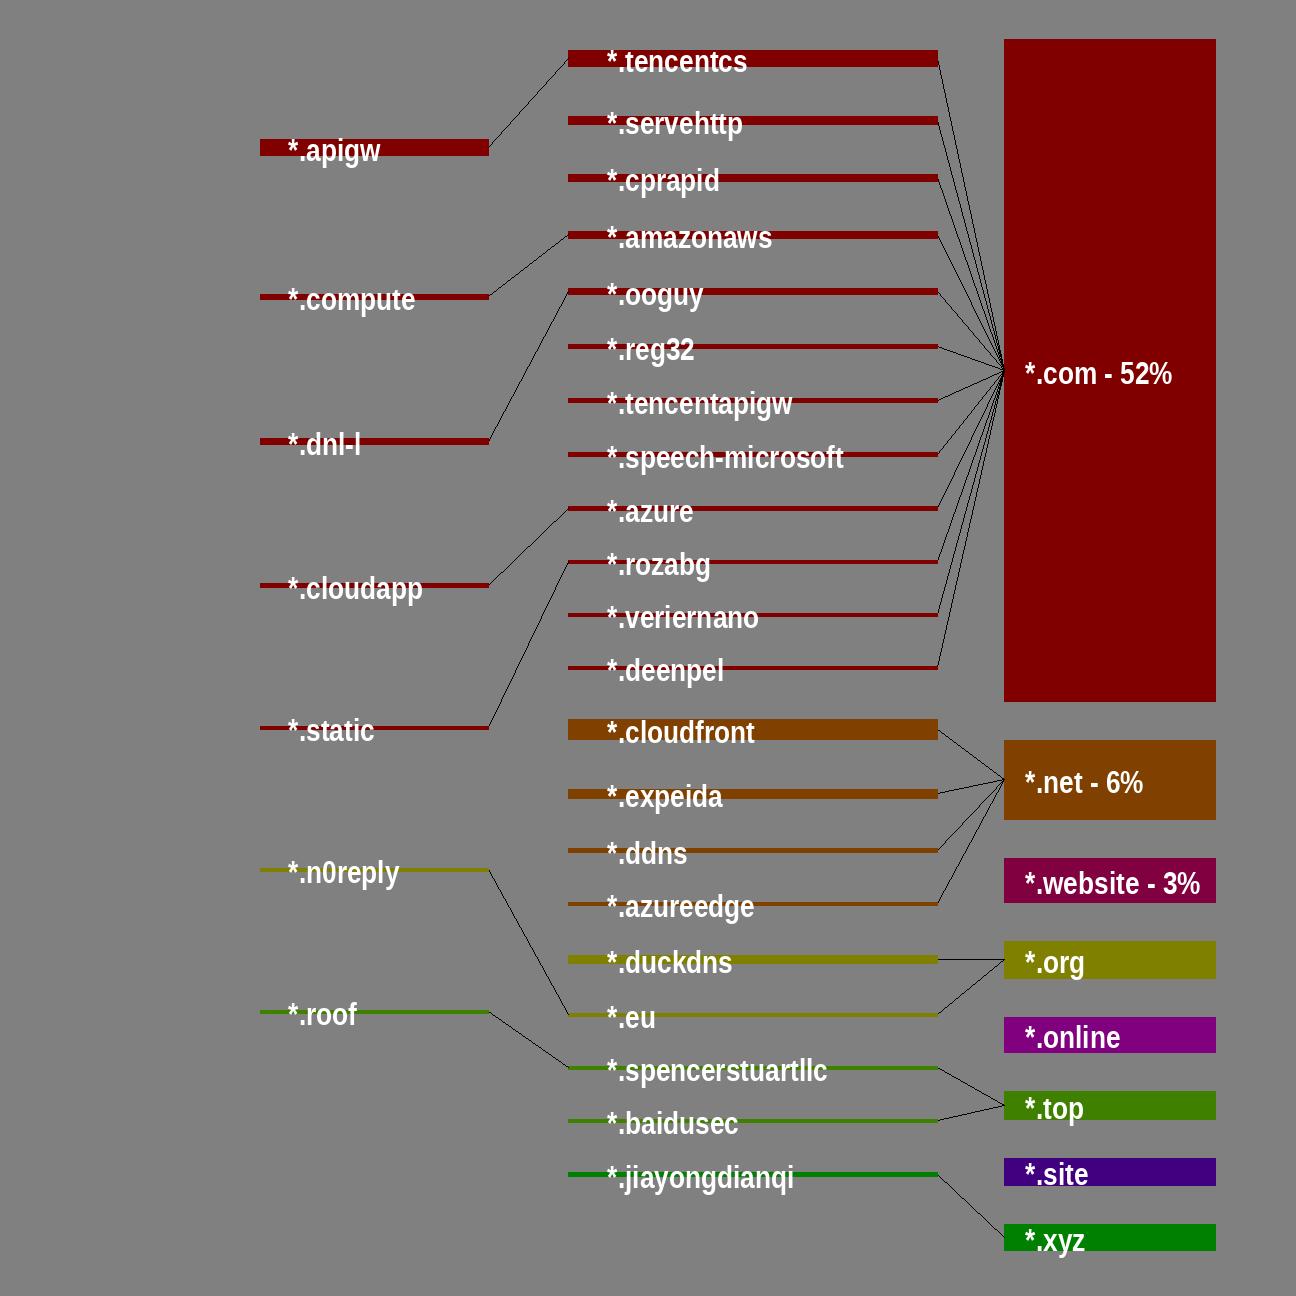 *.apigw
*.compute
*.dnl-l
*.cloudapp
*.static
*.n0reply
*.roof
*.tencentcs
*.servehttp
*.cprapid
*.amazonaws
*.ooguy
*.reg32
*.tencentapigw
*.speech-microsoft
*.azure
*.rozabg
*.veriernano
*.deenpel
*.cloudfront
*.expeida
*.ddns
*.azureedge
*.duckdns
*.eu
*.spencerstuartllc
*.baidusec
*.jiayongdianqi
*.com - 52%
*.net - 6%
*.website - 3%
*.org
*.online
*.top
*.site
*.xyz